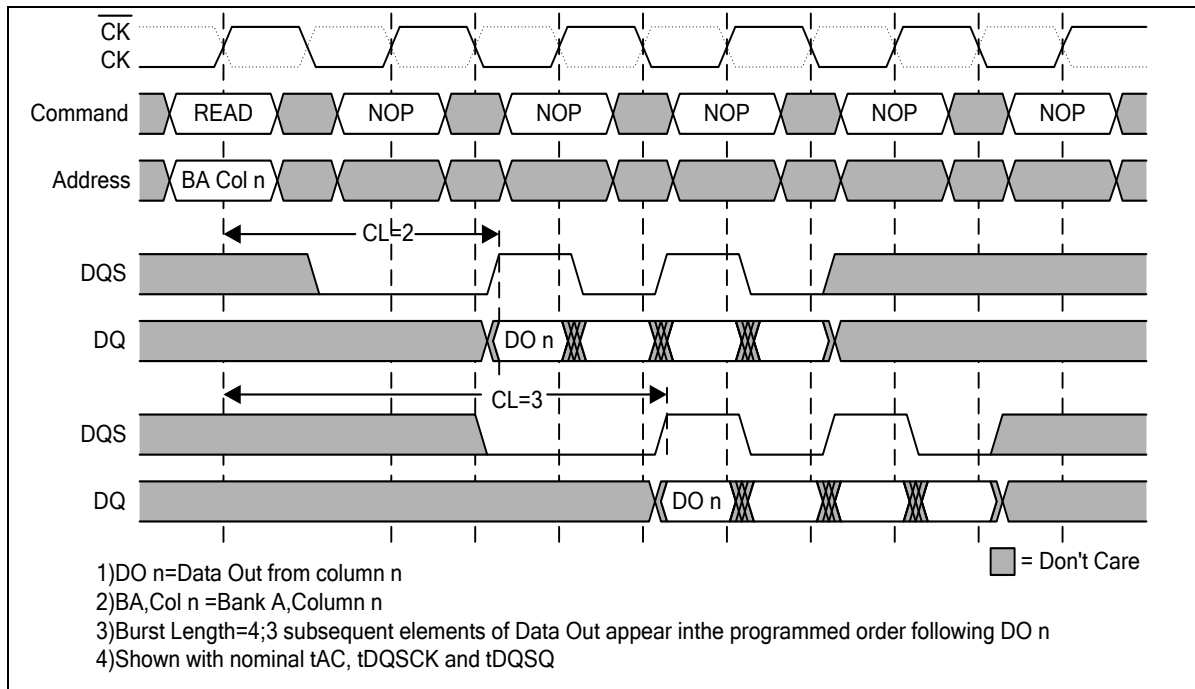 CK
CK
Command READ NOP NOP NOP NOP NOP
Address BA Col n
CL=2
DQS
DQ DO n
CL=3
DQS
DQ DO n
= Don't Care
1)DO n=Data Out from column n
2)BA,Col n =Bank A,Column n
3)Burst Length=4;3 subsequent elements of Data Out appear inthe programmed order following DO n
4)Shown with nominal tAC, tDQSCK and tDQSQ